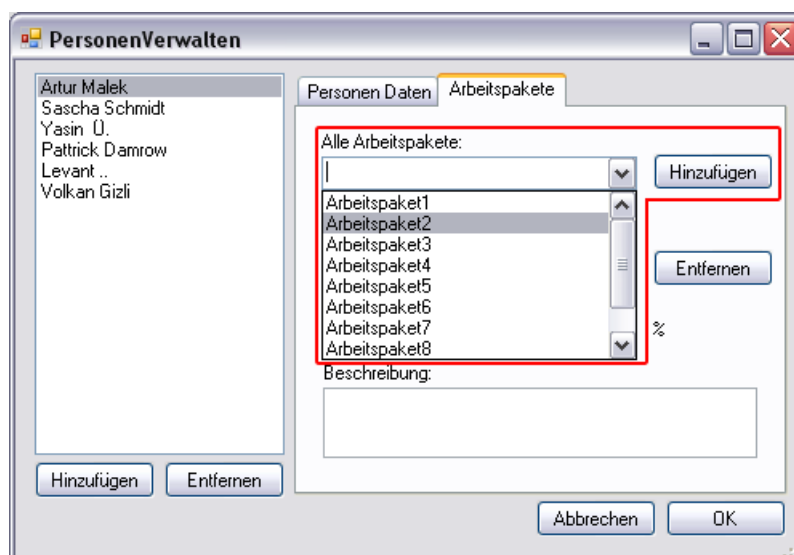 PersonenVerwalten
Artur Malek
Sascha Schmidt
Yasin Ü.
Pattrick Damrow
Levant ..
Volkan Gizli
Hinzufügen Entfernen
Personen Daten Arbeitspakete
Alle Arbeitspakete:
Hinzufügen
Arbeitspaket1
Arbeitspaket2
Arbeitspaket3
Arbeitspaket4
Arbeitspaket5
Arbeitspaket6
Arbeitspaket7
Arbeitspaket8
Entfernen
%
Beschreibung:
Abbrechen OK